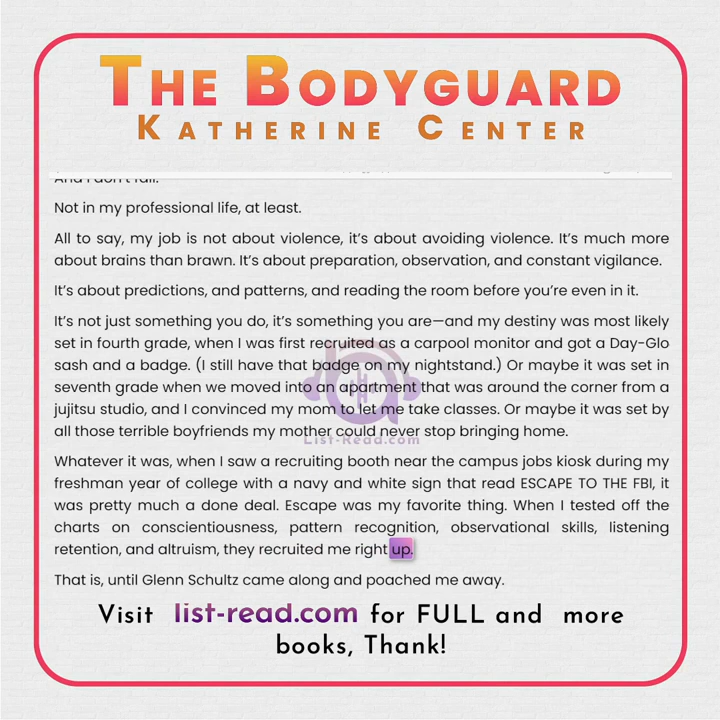 THE BODYGUARD
KATHERINE CENTER
And I don't fail.
Not in my professional life, at least.
All to say, my job is not about violence, it's about avoiding violence. It's much more
about brains than brawn. It's about preparation, observation, and constant vigilance.
It's about predictions, and patterns, and reading the room before you're even in it.
It's not just something you do, it's something you are—and my destiny was most likely
set in fourth grade, when I was first recruited as a carpool monitor and got a Day-Glo
sash and a badge. (I still have that badge on my nightstand.) Or maybe it was set in
seventh grade when we moved into an apartment that was around the corner from a
jujitsu studio, and I convinced my mom to let me take classes. Or maybe it was set by
all those terrible boyfriends my mother could never stop bringing home.
List-Read.com
Whatever it was, when I saw a recruiting booth near the campus jobs kiosk during my
freshman year of college with a navy and white sign that read ESCAPE TO THE FBI, it
was pretty much a done deal. Escape was my favorite thing. When I tested off the
charts on conscientiousness, pattern recognition, observational skills, listening
retention, and altruism, they recruited me right up.
That is, until Glenn Schultz came along and poached me away.
Visit list-read.com for FULL and more
books, Thank!